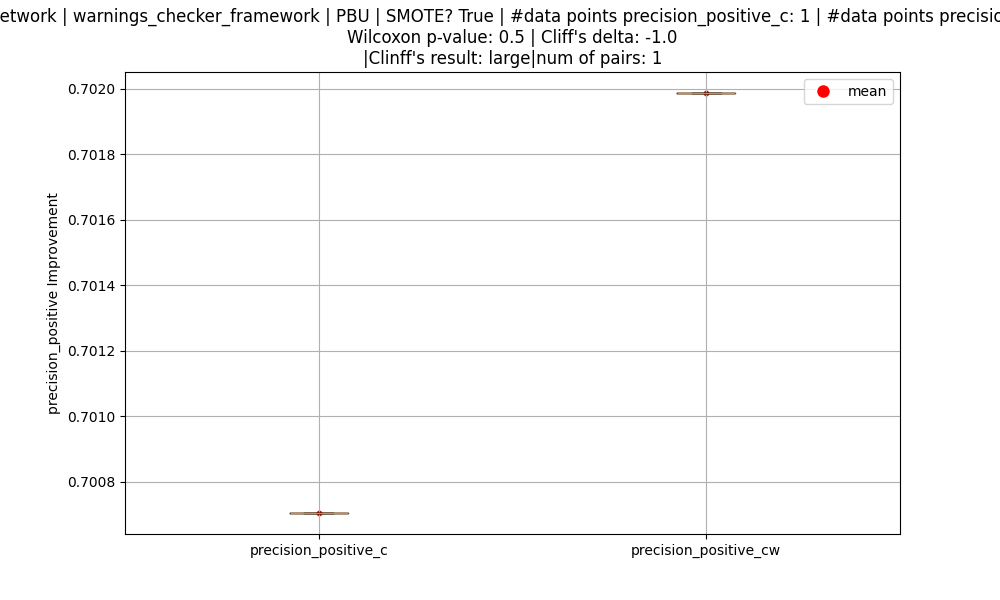 etwork | warnings_checker_framework | PBU | SMOTE? True | #data points precision_positive_c: 1 | #data points precisio
Wilcoxon p-value: 0.5 | Cliff's delta: -1.0
|Clinff's result: large|num of pairs: 1
mean
0.7020
0.7018
0.7016
0.7014
0.7012
0.7010
0.7008
precision_positive Improvement
precision_positive_c
precision_positive_cw